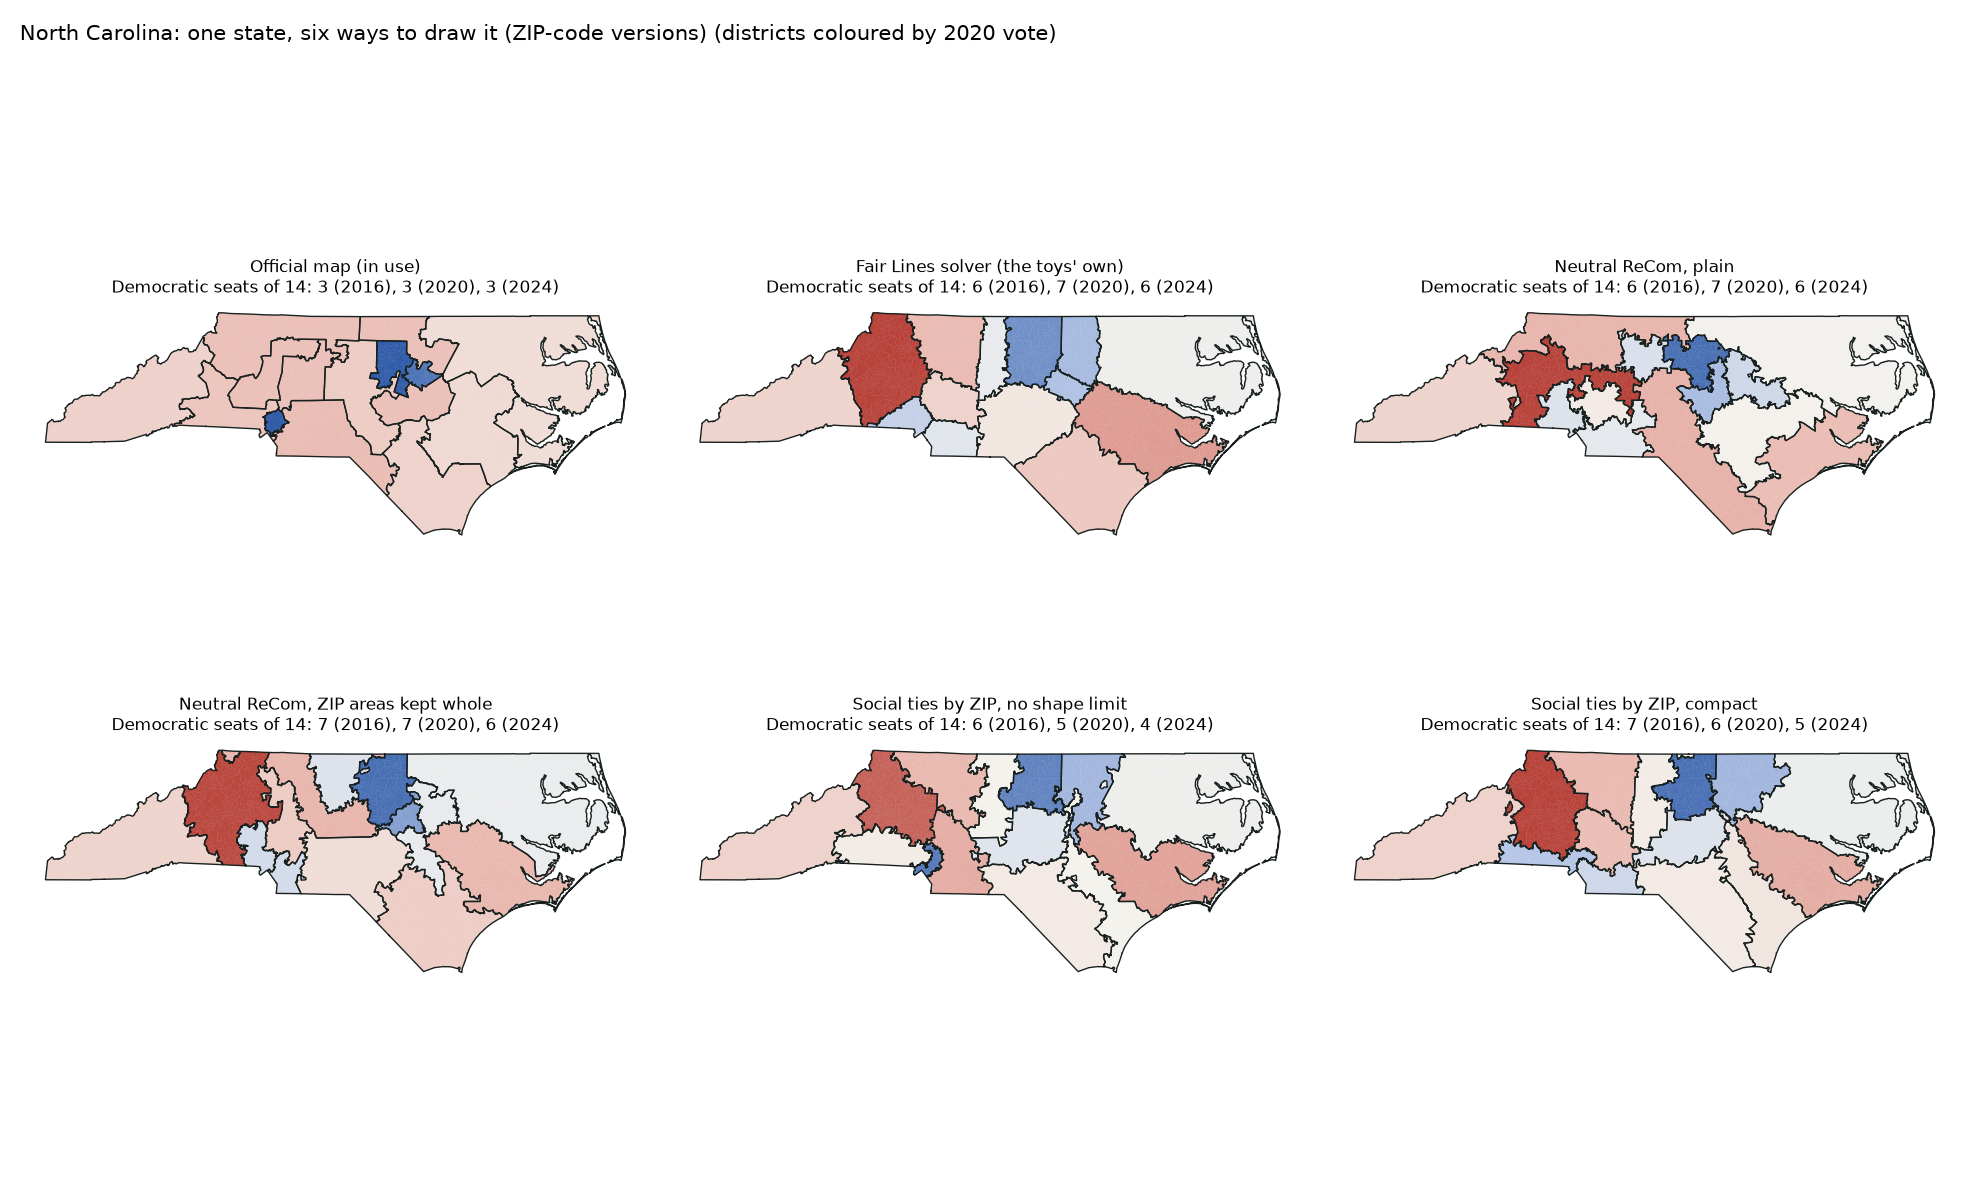 North Carolina: one state, six ways to draw it (ZIP-code versions) (districts coloured by 2020 vote)
Official map (in use)
Democratic seats of 14: 3 (2016), 3 (2020), 3 (2024)
Fair Lines solver (the toys' own)
Democratic seats of 14: 6 (2016), 7 (2020), 6 (2024)
Neutral ReCom, plain
Democratic seats of 14: 6 (2016), 7 (2020), 6 (2024)
Neutral ReCom, ZIP areas kept whole
Democratic seats of 14: 7 (2016), 7 (2020), 6 (2024)
Social ties by ZIP, no shape limit
Democratic seats of 14: 6 (2016), 5 (2020), 4 (2024)
Social ties by ZIP, compact
Democratic seats of 14: 7 (2016), 6 (2020), 5 (2024)